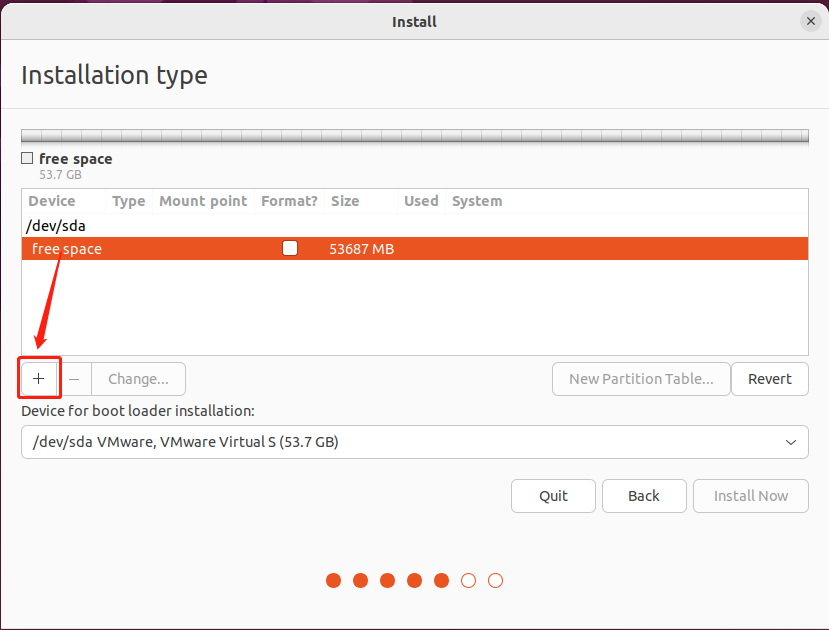 Install
Installation type
free space
53.7 GB
Device Type Mount point Format? Size Used System
/dev/sda
free space 53687 MB
+ − Change... New Partition Table... Revert
Device for boot loader installation:
/dev/sda VMware, VMware Virtual S (53.7 GB)
Quit Back Install Now